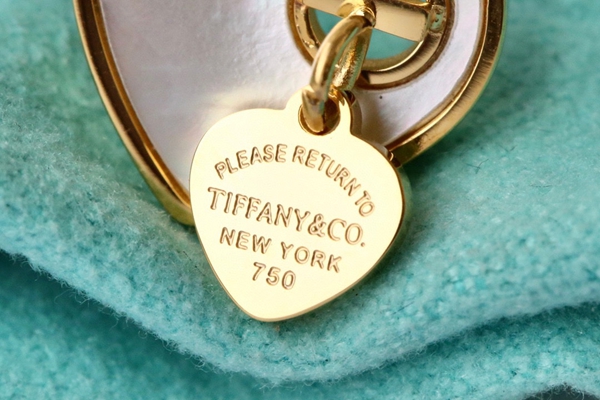 PLEASE RETURN TO
TIFFANY&CO.
NEW YORK
750